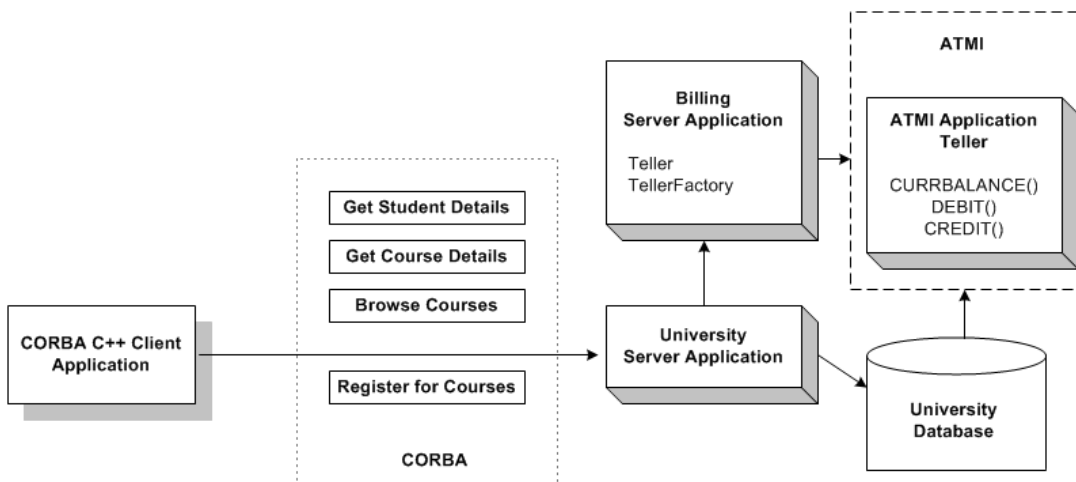 ATMI
Billing
Server Application
Teller
TellerFactory
ATMI Application
Teller
CURRBALANCE()
DEBIT()
CREDIT()
Get Student Details
Get Course Details
Browse Courses
Register for Courses
CORBA
CORBA C++ Client
Application
University
Server Application
University
Database